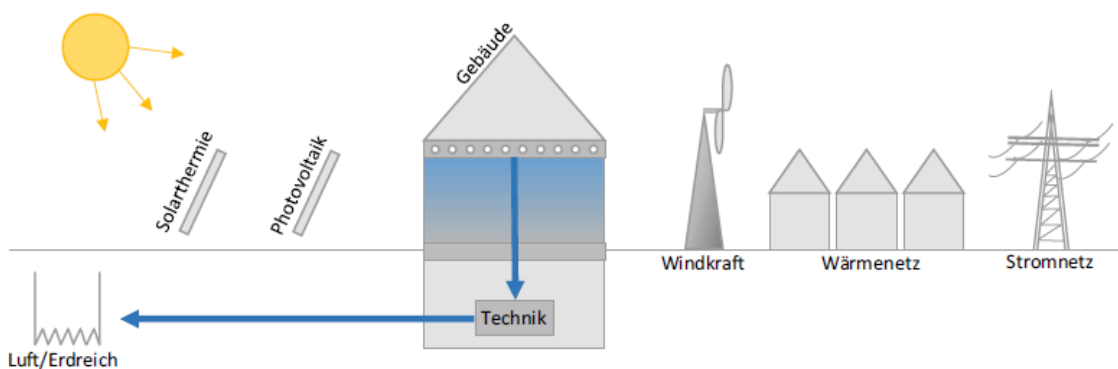 Gebäude
Solarthermie
Photovoltaik
Windkraft
Wärmenetz
Stromnetz
Technik
Luft/Erdreich